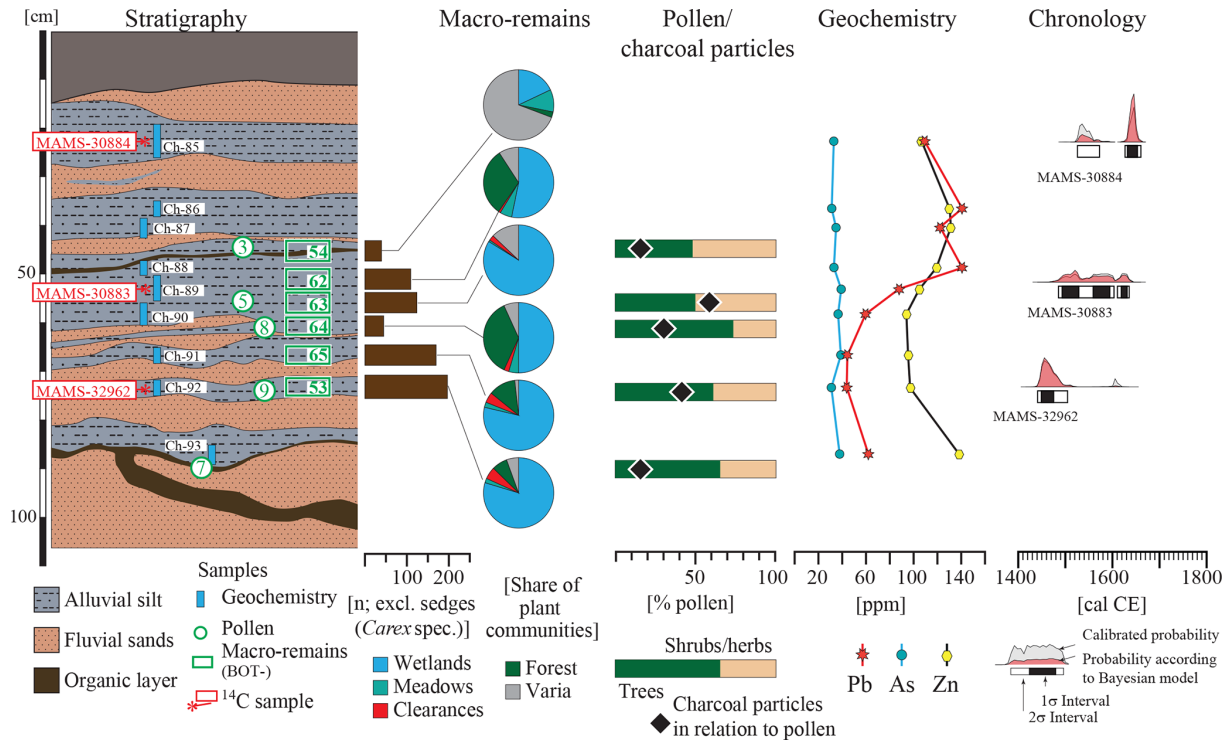 [cm]
Stratigraphy
Macro-remains
Pollen/
charcoal particles
Geochemistry
Chronology
MAMS-30884
Ch-85
MAMS-30884
Ch-86
Ch-87
3
54
50
Ch-88
62
MAMS-30883
Ch-89
5
63
MAMS-30883
Ch-90
8
64
Ch-91
65
MAMS-32962
Ch-92
9
53
MAMS-32962
Ch-93
7
100
100 200
50 100
20 60 100 140
1400 1600 1800
[n; excl. sedges
(Carex spec.)]
[Share of
plant
communities]
[% pollen]
[ppm]
[cal CE]
Samples
Alluvial silt
Fluvial sands
Organic layer
Geochemistry
Pollen
Macro-remains
(BOT-)
14C sample
Wetlands
Meadows
Clearances
Forest
Varia
Shrubs/herbs
Trees
Charcoal particles
in relation to pollen
Pb As Zn
Calibrated probability
Probability according
to Bayesian model
1σ Interval
2σ Interval